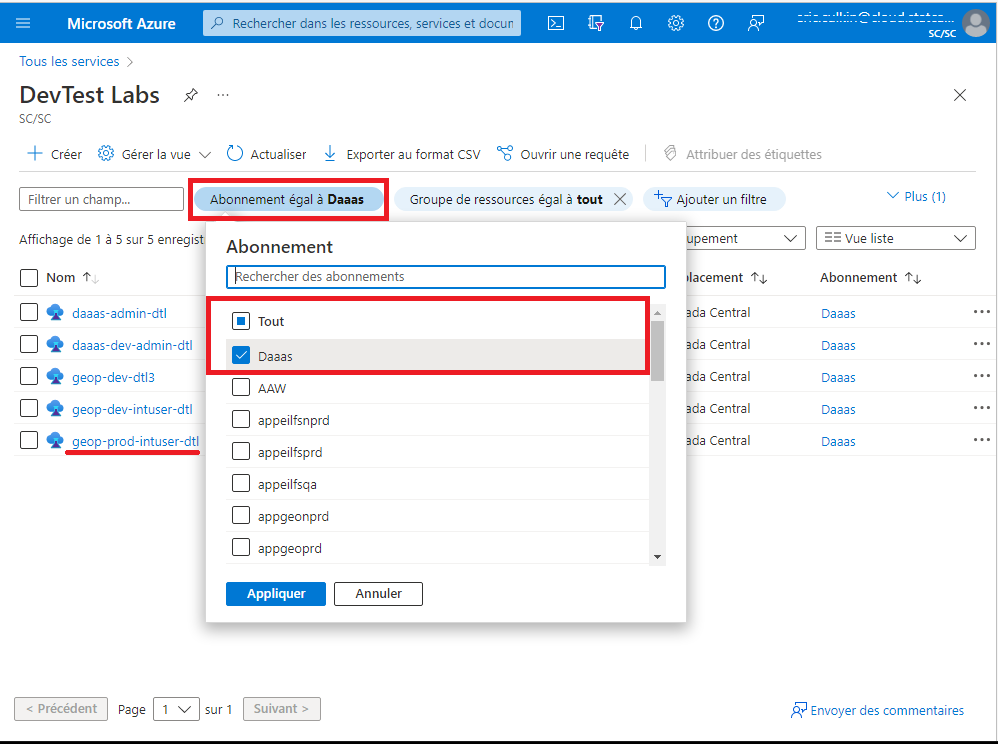 Microsoft Azure
Rechercher dans les ressources, services et docum
SC/SC
Tous les services >
DevTest Labs
...
SC/SC
Créer Gérer la vue Actualiser Exporter au format CSV Ouvrir une requête Attribuer des étiquettes
Filtrer un champ... Abonnement égal à Daaas Groupe de ressources égal à tout Ajouter un filtre Plus (1)
Affichage de 1 à 5 sur 5 enregist
upement Vue liste
Nom
lacement Abonnement
daaas-admin-dtl ada Central Daaas
daaas-dev-admin-dtl ada Central Daaas
geop-dev-dtl3 ada Central Daaas
geop-dev-intuser-dtl ada Central Daaas
geop-prod-intuser-dtl ada Central Daaas
Abonnement
Rechercher des abonnements
Tout
Daaas
AAW
appeilfsnprd
appeilfsprd
appeilfsqa
appgeonprd
appgeoprd
Appliquer Annuler
< Précédent Page 1 sur 1 Suivant >
Envoyer des commentaires